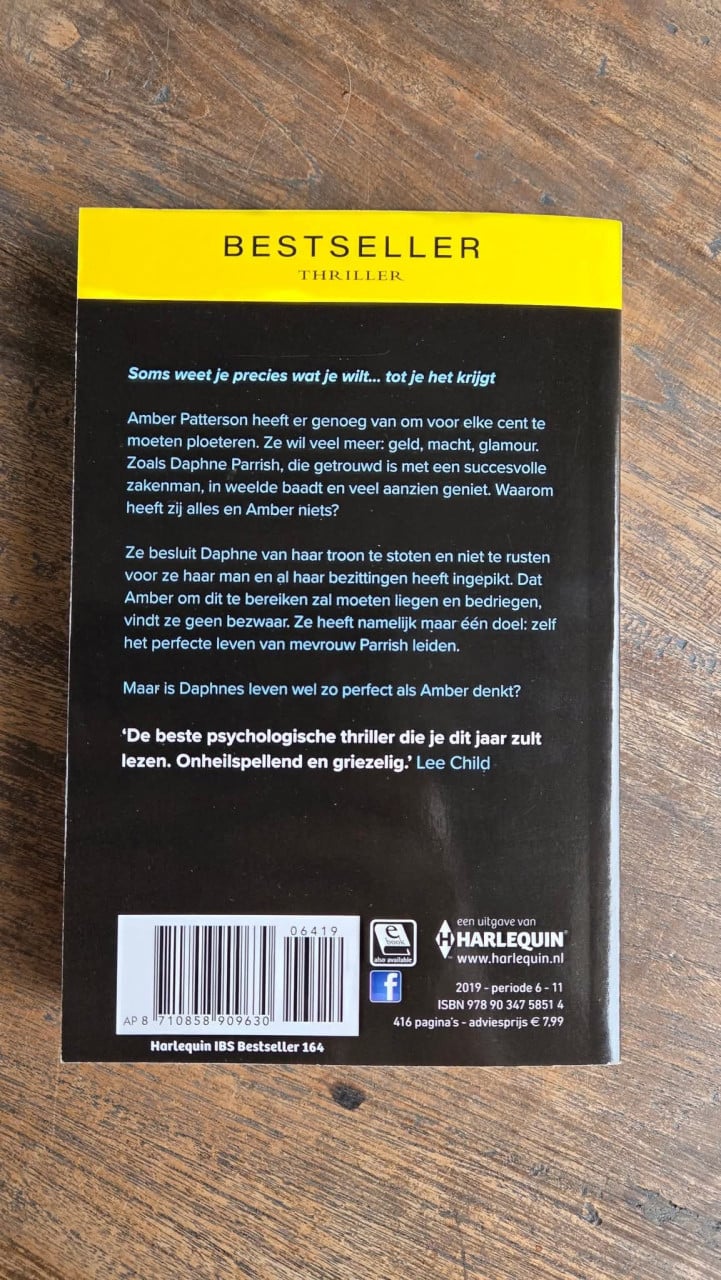 BESTSELLER
THRILLER
Soms weet je precies wat je wilt... tot je het krijgt
Amber Patterson heeft er genoeg van om voor elke cent te
moeten ploeteren. Ze wil veel meer: geld, macht, glamour.
Zoals Daphne Parrish, die getrouwd is met een succesvolle
zakenman, in weelde baadt en veel aanzien geniet. Waarom
heeft zij alles en Amber niets?
Ze besluit Daphne van haar troon te stoten en niet te rusten
voor ze haar man en al haar bezittingen heeft ingepikt. Dat
Amber om dit te bereiken zal moeten liegen en bedriegen,
vindt ze geen bezwaar. Ze heeft namelijk maar één doel: zelf
het perfecte leven van mevrouw Parrish leiden.
Maar is Daphnes leven wel zo perfect als Amber denkt?
‘De beste psychologische thriller die je dit jaar zult
lezen. Onheilspellend en griezelig.’ Lee Child
06419
AP 8 710858 909630
Harlequin IBS Bestseller 164
e
book
also available
f
een uitgave van
H HARLEQUIN®
™
www.harlequin.nl
2019 - periode 6 - 11
ISBN 978 90 347 5851 4
416 pagina's - adviesprijs € 7,99